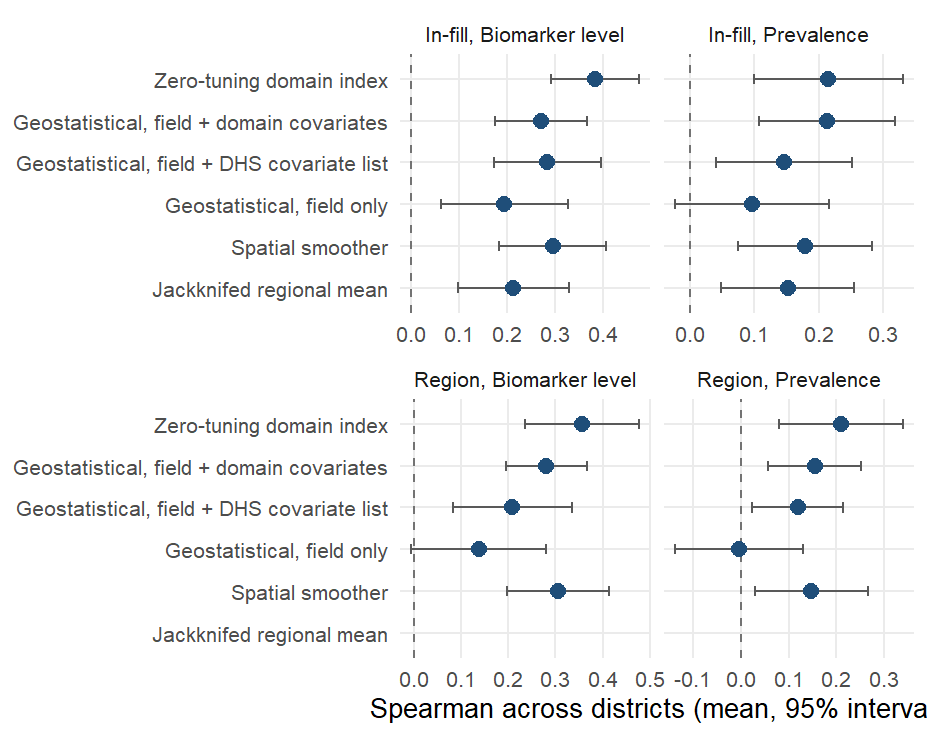 In-fill, Biomarker level
In-fill, Prevalence
Zero-tuning domain index
Geostatistical, field + domain covariates
Geostatistical, field + DHS covariate list
Geostatistical, field only
Spatial smoother
Jackknifed regional mean
0.0 0.1 0.2 0.3 0.4
0.0 0.1 0.2 0.3
Region, Biomarker level
Region, Prevalence
Zero-tuning domain index
Geostatistical, field + domain covariates
Geostatistical, field + DHS covariate list
Geostatistical, field only
Spatial smoother
Jackknifed regional mean
0.0 0.1 0.2 0.3 0.4 0.5
-0.1 0.0 0.1 0.2 0.3
Spearman across districts (mean, 95% interva